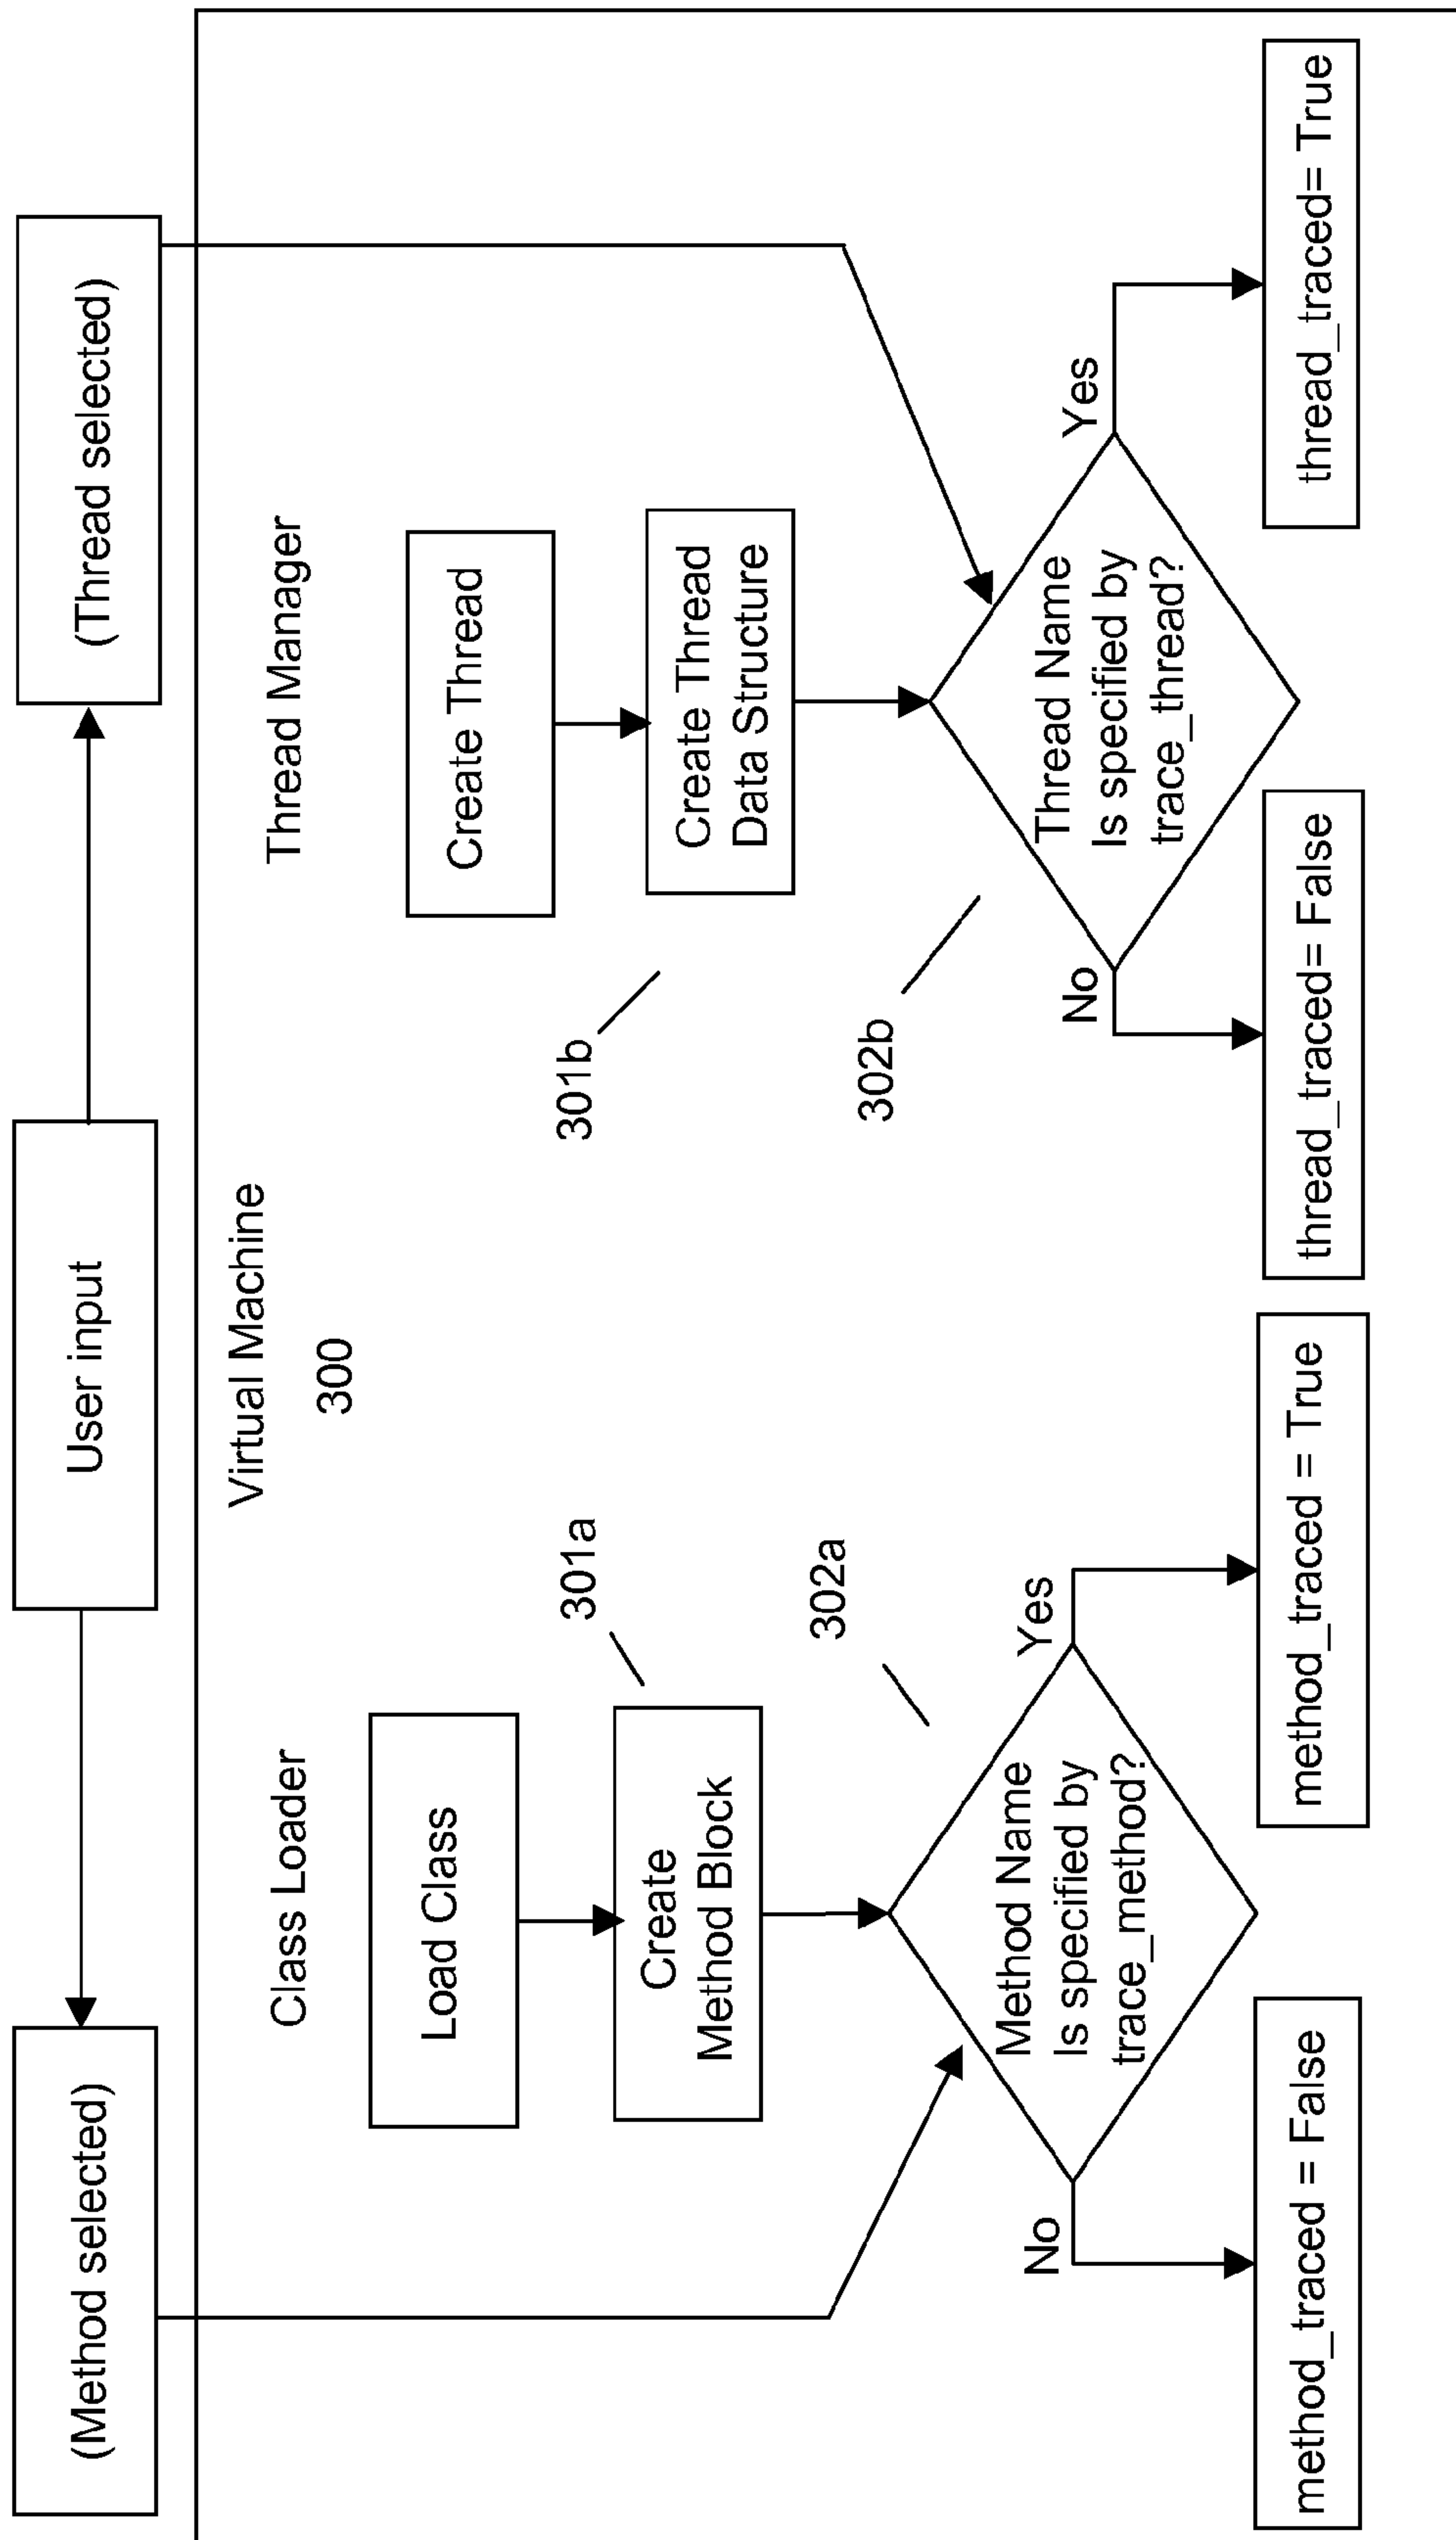 (Method selected)
User input
(Thread selected)
Virtual Machine
300
Class Loader
Thread Manager
Load Class
Create
Method Block
301a
302a
Method Name
Is specified by
trace_method?
No
Yes
method_traced = False
method_traced = True
Create Thread
Create Thread
Data Structure
301b
302b
Thread Name
Is specified by
trace_thread?
No
Yes
thread_traced= False
thread_traced= True